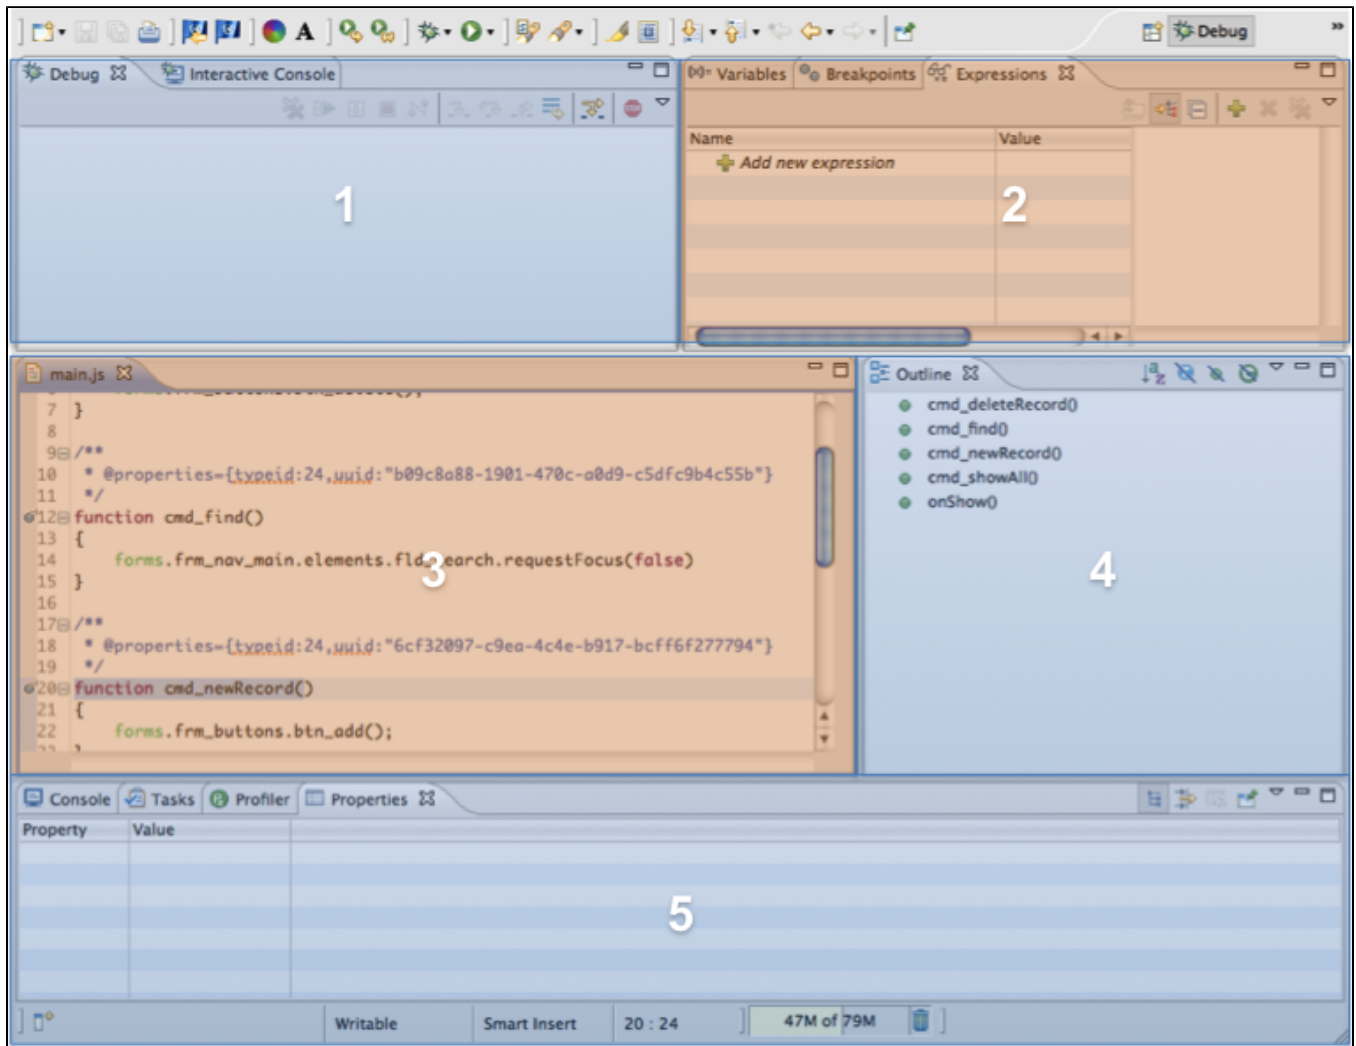 Debug
Debug Interactive Console
(x)= Variables Breakpoints Expressions
Name Value
Add new expression
1
2
main.js Outline
7 }
8
9 /**
10 * @properties={typeid:24,uuid:"b09c8a88-1901-470c-a0d9-c5dfc9b4c55b"}
11 */
12 function cmd_find()
13 {
14 forms.frm_nav_main.elements.fld_search.requestFocus(false)
15 }
16
17 /**
18 * @properties={typeid:24,uuid:"6cf32097-c9ea-4c4e-b917-bcff6f277794"}
19 */
20 function cmd_newRecord()
21 {
22 forms.frm_buttons.btn_add();
3
cmd_deleteRecord()
cmd_find()
cmd_newRecord()
cmd_showAll()
onShow()
4
Console Tasks Profiler Properties
Property Value
5
Writable Smart Insert 20 : 24 47M of 79M